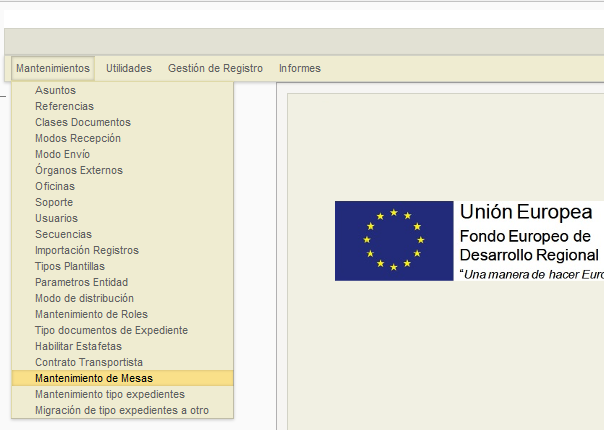 Mantenimientos Utilidades Gestión de Registro Informes
Asuntos
Referencias
Clases Documentos
Modos Recepción
Modo Envío
Órganos Externos
Oficinas
Soporte
Usuarios
Secuencias
Importación Registros
Tipos Plantillas
Parametros Entidad
Modo de distribución
Mantenimiento de Roles
Tipo documentos de Expediente
Habilitar Estafetas
Contrato Transportista
Mantenimiento de Mesas
Mantenimiento tipo expedientes
Migración de tipo expedientes a otro
Unión Europea
Fondo Europeo de
Desarrollo Regional
"Una manera de hacer Euro